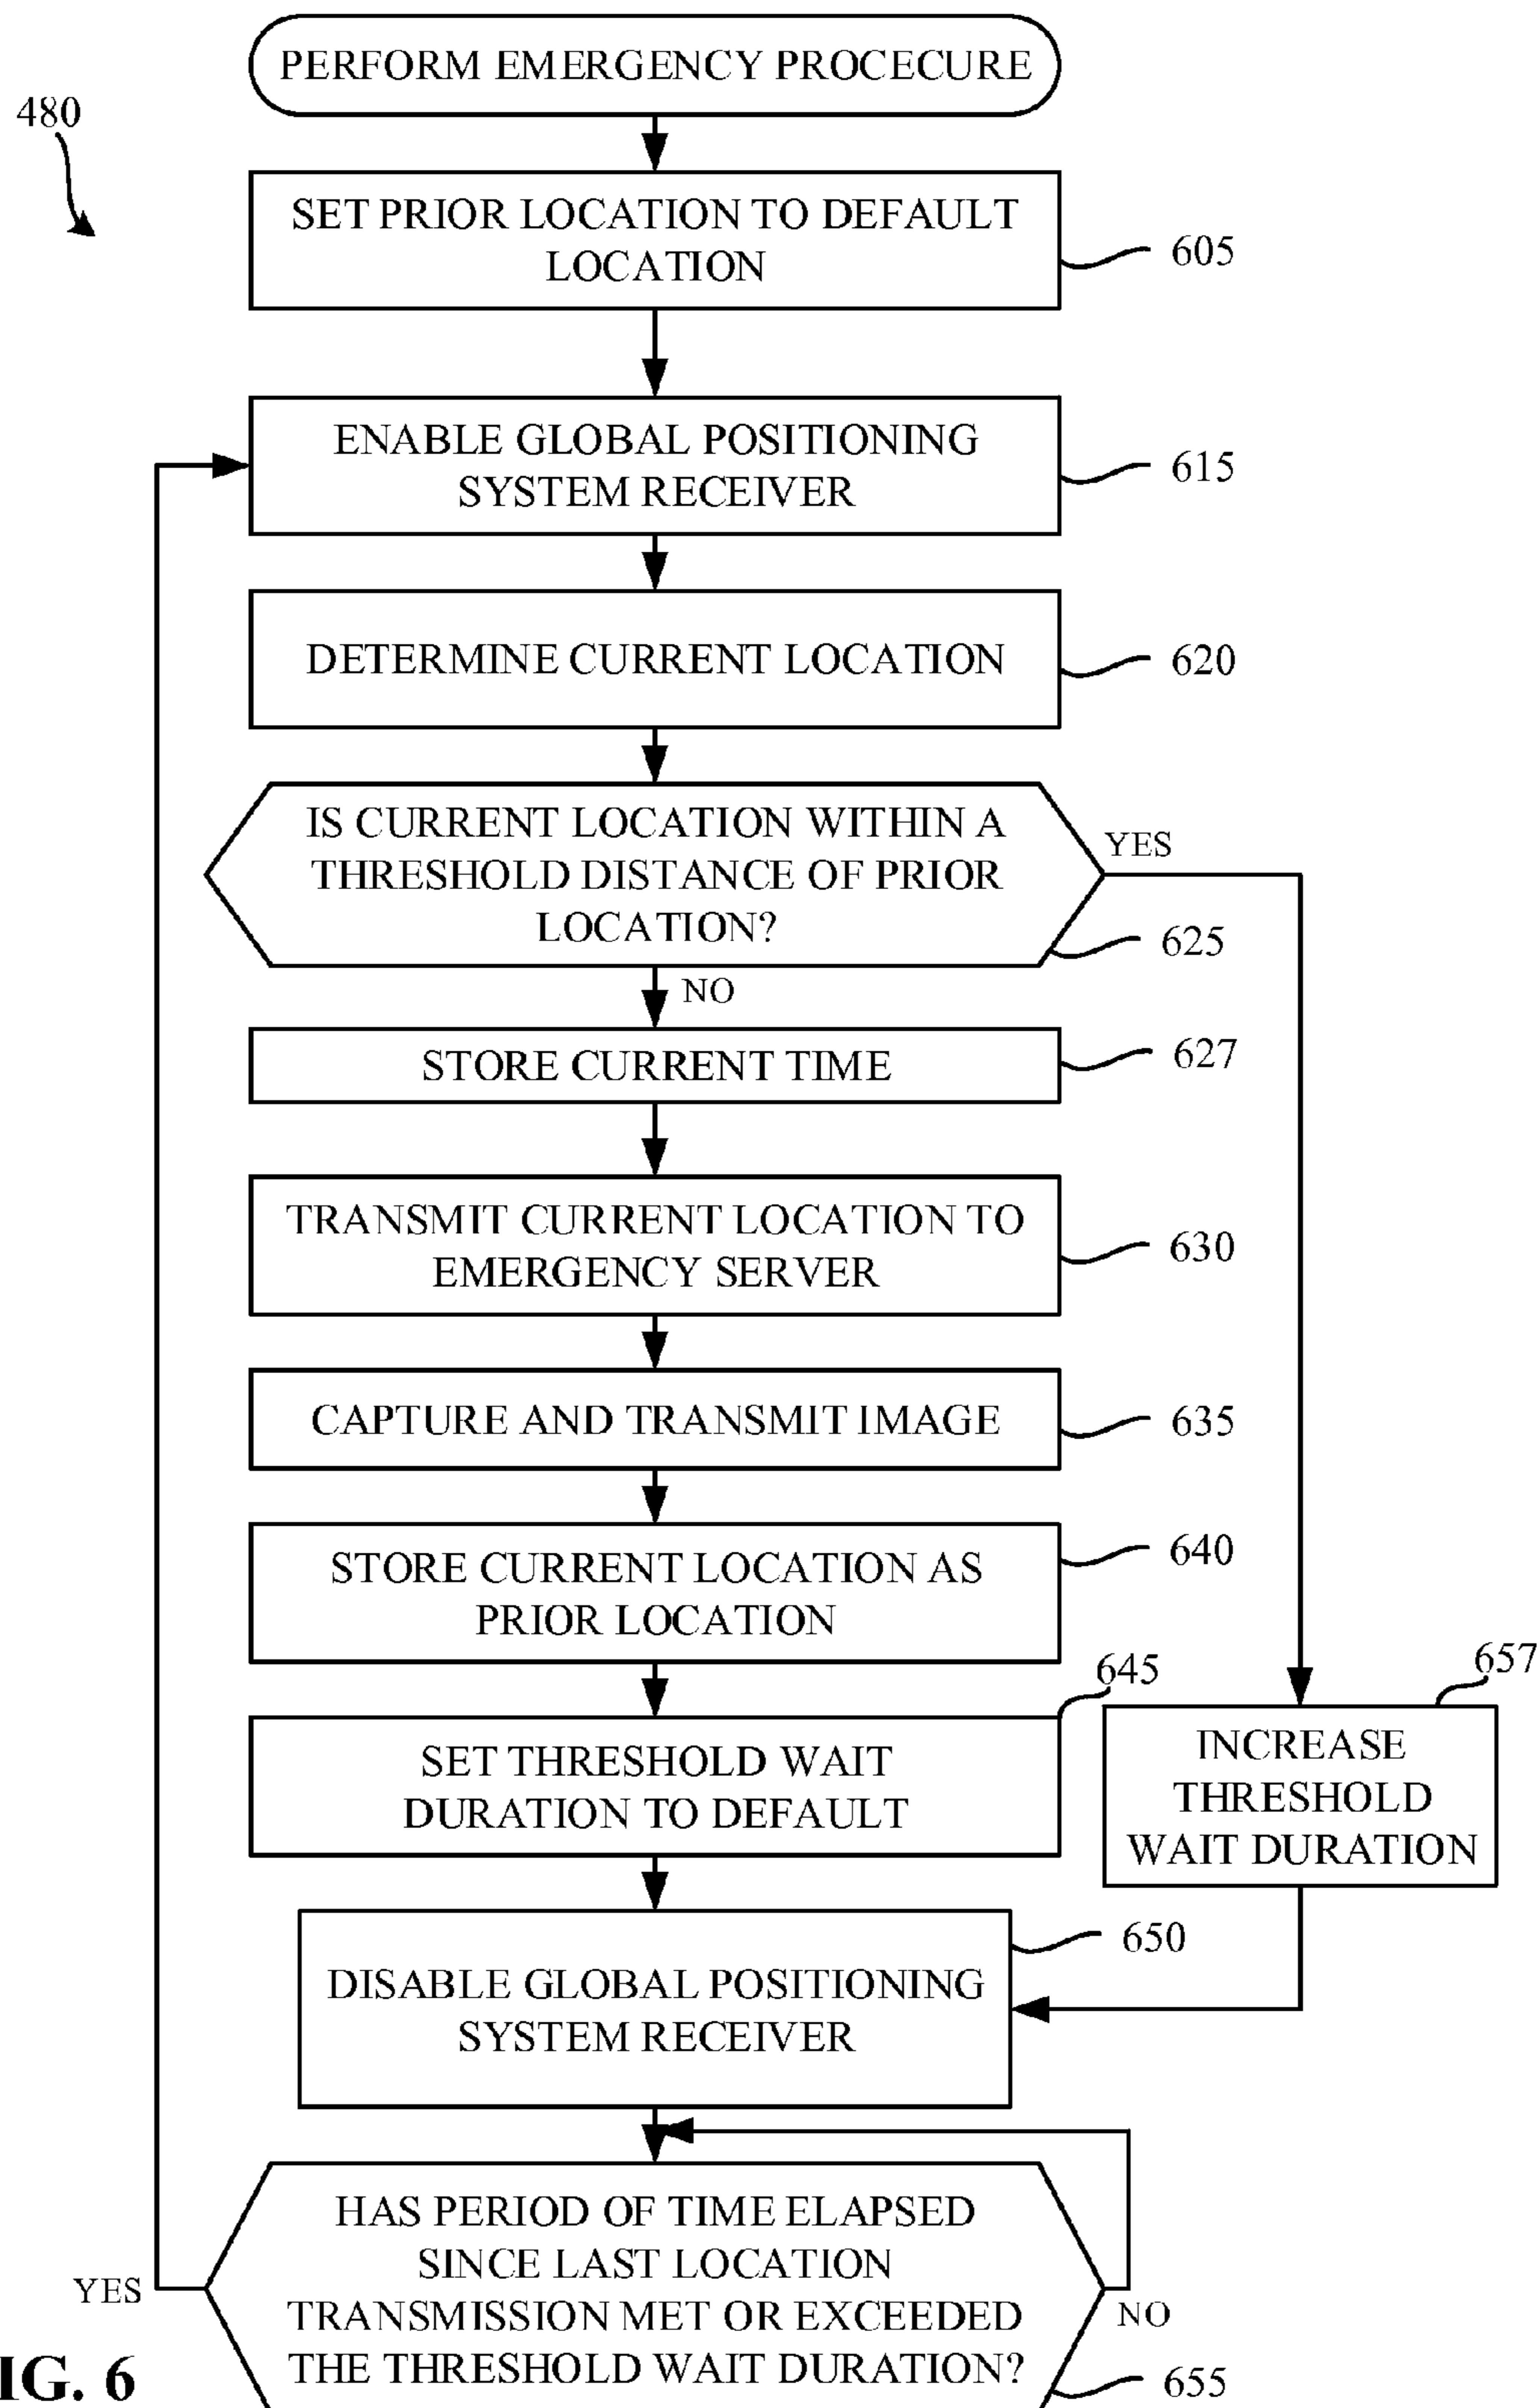 PERFORM EMERGENCY PROCECURE
480
SET PRIOR LOCATION TO DEFAULT
LOCATION
605
ENABLE GLOBAL POSITIONING
SYSTEM RECEIVER
615
DETERMINE CURRENT LOCATION
620
IS CURRENT LOCATION WITHIN A
THRESHOLD DISTANCE OF PRIOR
LOCATION?
YES
625
NO
STORE CURRENT TIME
627
TRANSMIT CURRENT LOCATION TO
EMERGENCY SERVER
630
CAPTURE AND TRANSMIT IMAGE
635
STORE CURRENT LOCATION AS
PRIOR LOCATION
640
645
657
SET THRESHOLD WAIT
DURATION TO DEFAULT
INCREASE
THRESHOLD
WAIT DURATION
650
DISABLE GLOBAL POSITIONING
SYSTEM RECEIVER
HAS PERIOD OF TIME ELAPSED
SINCE LAST LOCATION
TRANSMISSION MET OR EXCEEDED
THE THRESHOLD WAIT DURATION?
YES
NO
655
IG. 6